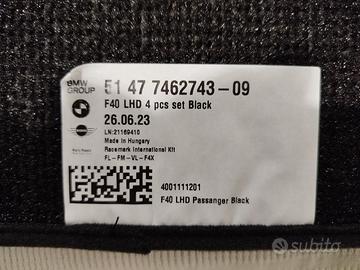 BMW
GROUP
51 47 7462743-09
F40 LHD 4 pcs set Black
26.06.23
LN:21169410
Made in Hungary
Racemark International Kft
FL-FM-VL-F4X
4001111201
F40 LHD Passanger Black
subito